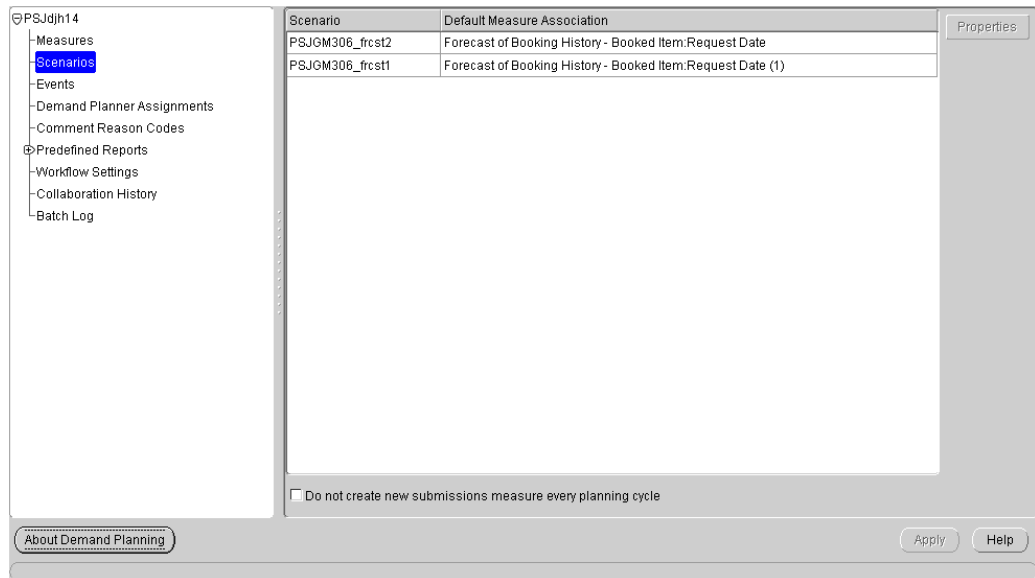 PSJdjh14
Measures
Scenarios
Events
Demand Planner Assignments
Comment Reason Codes
Predefined Reports
Workflow Settings
Collaboration History
Batch Log
Scenario Default Measure Association
PSJGM306_frcst2 Forecast of Booking History - Booked Item:Request Date
PSJGM306_frcst1 Forecast of Booking History - Booked Item:Request Date (1)
Properties
Do not create new submissions measure every planning cycle
About Demand Planning
Apply
Help